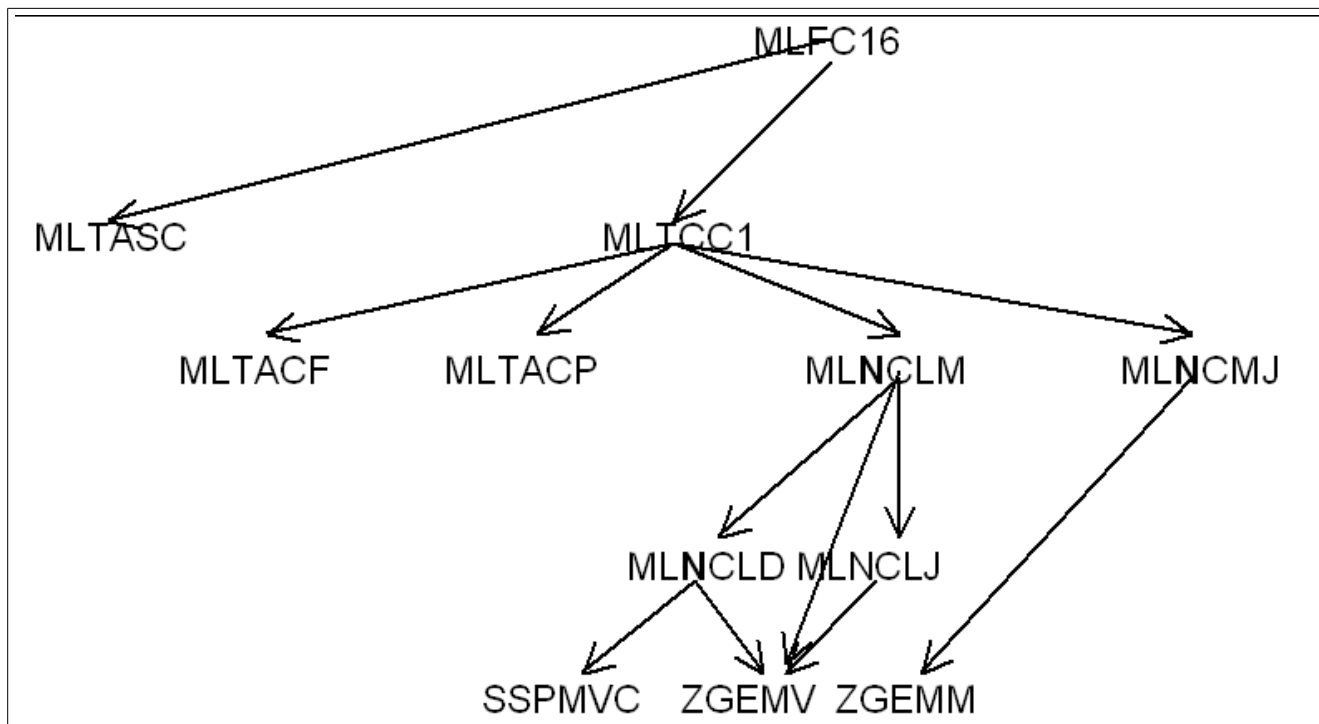 MLFC16
MLTASC MLTCC1
MLTACF MLTACP MLNCLM MLNCMJ
MLNCLD MLNCLJ
SSPMVC ZGEMV ZGEMM